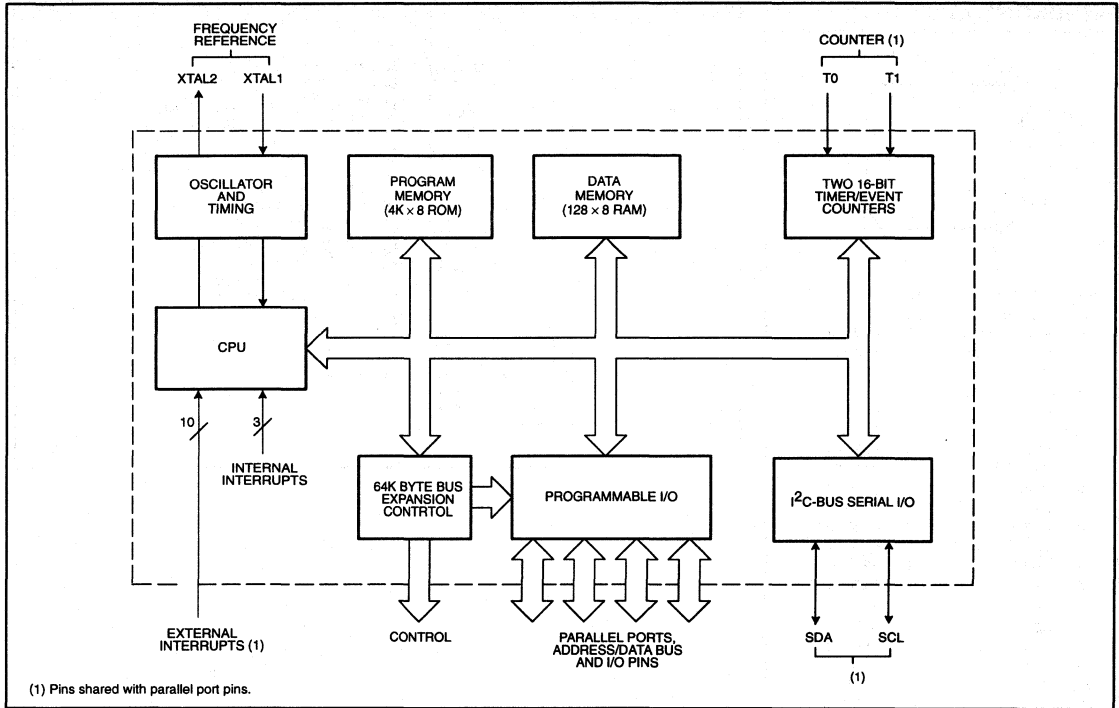 FREQUENCY
REFERENCE
XTAL2 XTAL1
COUNTER (1)
T0 T1
OSCILLATOR
AND
TIMING
PROGRAM
MEMORY
(4K × 8 ROM)
DATA
MEMORY
(128 × 8 RAM)
TWO 16-BIT
TIMER/EVENT
COUNTERS
CPU
10
3
INTERNAL
INTERRUPTS
64K BYTE BUS
EXPANSION
CONTRTOL
PROGRAMMABLE I/O
I²C-BUS SERIAL I/O
EXTERNAL
INTERRUPTS (1)
CONTROL
PARALLEL PORTS,
ADDRESS/DATA BUS
AND I/O PINS
SDA SCL
(1)
(1) Pins shared with parallel port pins.